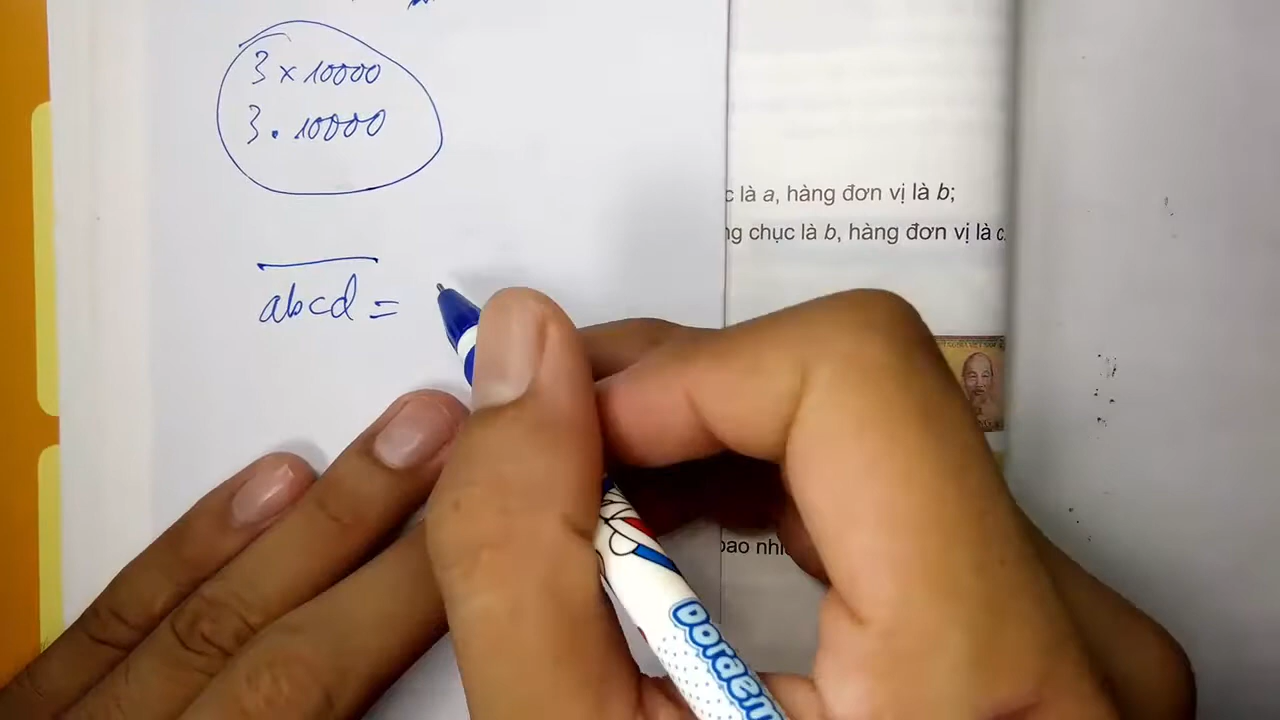 3 × 10000
3 . 10000
abcd =
c là a, hàng đơn vị là b;
ng chục là b, hàng đơn vị là c.
bao nhi
Doraemon